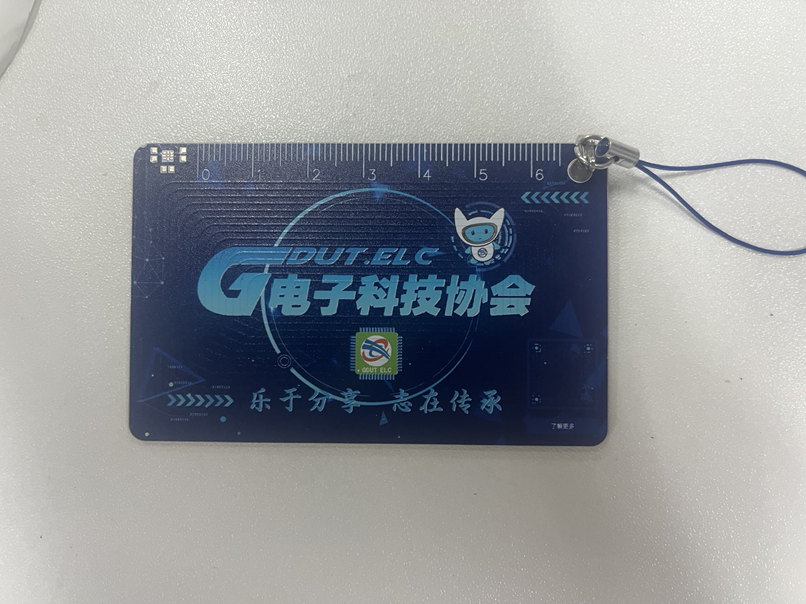 0 1 2 3 4 5 6
GDUT.ELC
电子科技协会
GDUT ELC
乐于分享 志在传承
了解更多